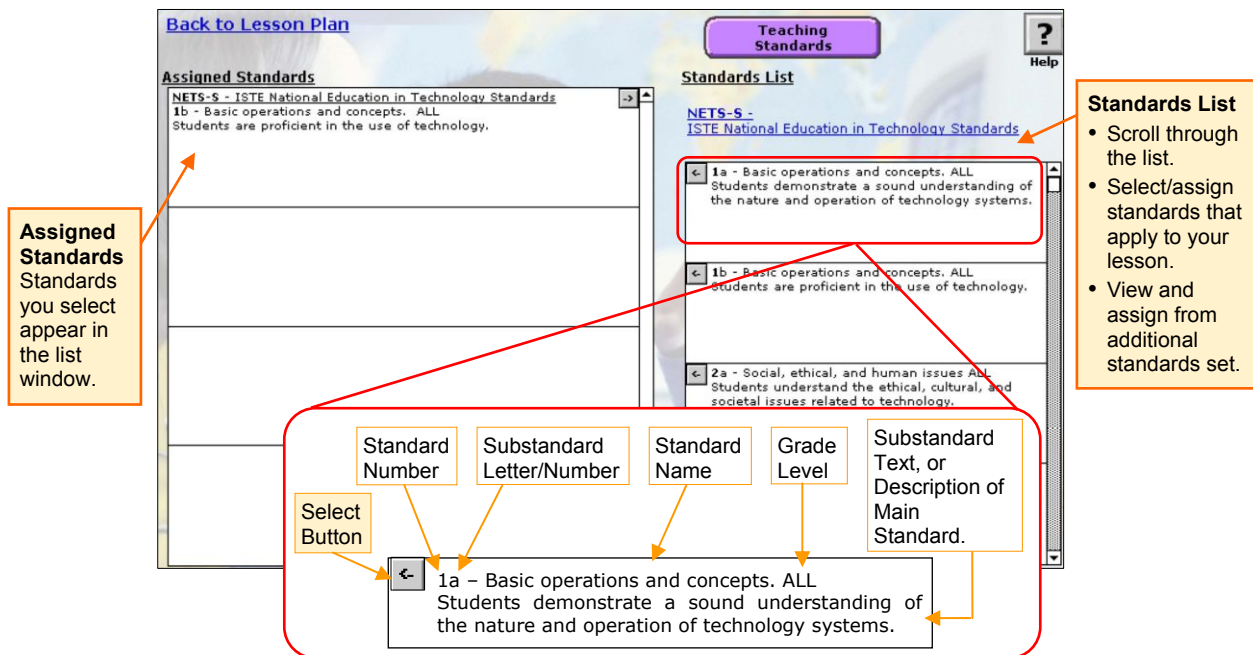 Back to Lesson Plan
Teaching
Standards
?
Help
Assigned Standards
NETS-S - ISTE National Education in Technology Standards
->
1b - Basic operations and concepts. ALL
Students are proficient in the use of technology.
Standards List
NETS-S -
ISTE National Education in Technology Standards
<- 1a - Basic operations and concepts. ALL
Students demonstrate a sound understanding of
the nature and operation of technology systems.
<- 1b - Basic operations and concepts. ALL
Students are proficient in the use of technology.
<- 2a - Social, ethical, and human issues ALL
Students understand the ethical, cultural, and
societal issues related to technology.
Assigned
Standards
Standards
you select
appear in
the list
window.
Standards List
• Scroll through
the list.
• Select/assign
standards that
apply to your
lesson.
• View and
assign from
additional
standards set.
Select
Button
Standard
Number
Substandard
Letter/Number
Standard
Name
Grade
Level
Substandard
Text, or
Description of
Main
Standard.
<- 1a – Basic operations and concepts. ALL
Students demonstrate a sound understanding of
the nature and operation of technology systems.